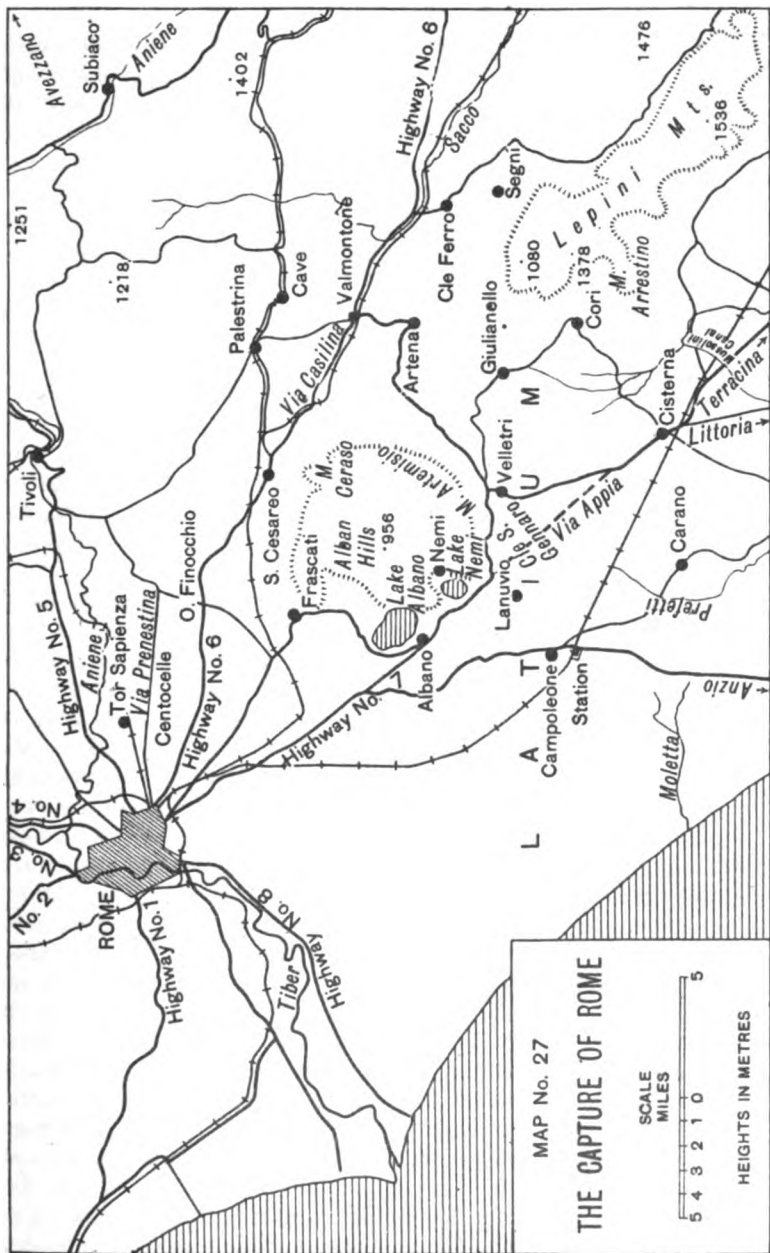 Avezzano
Subiaco
Aniene
1251
1402
1218
Highway No. 6
Sacco
1476
Tivoli
Palestrina
Cave
Valmontone
Cle Ferro
Segni
Lepini Mts.
1536
1080
1378
M. Arrestino
Via Casilina
Artena
Giulianello
Cori
Mussolini
Canal
Terracina
Littoria
Cisterna
Highway No. 5
Aniene
Tor Sapienza
Via Prenestina
Centocelle
O. Finocchio
Highway No. 6
S. Cesareo
M. Ceraso
M. Artemisio
Alban
Hills
956
Frascati
Lake
Albano
Nemi
Lake
Nemi
Velletri
Cle S.
Gennaro
Via Appia
Lanuvio
Carano
Prefetti
Albano
Highway No. 7
Campoleone
Station
Anzio
Moletta
LATIUM
No. 4
No. 3
No. 2
ROME
Highway No. 1
No. 8
Highway
Tiber
MAP No. 27
THE CAPTURE OF ROME
SCALE
MILES
5 4 3 2 1 0 5
HEIGHTS IN METRES